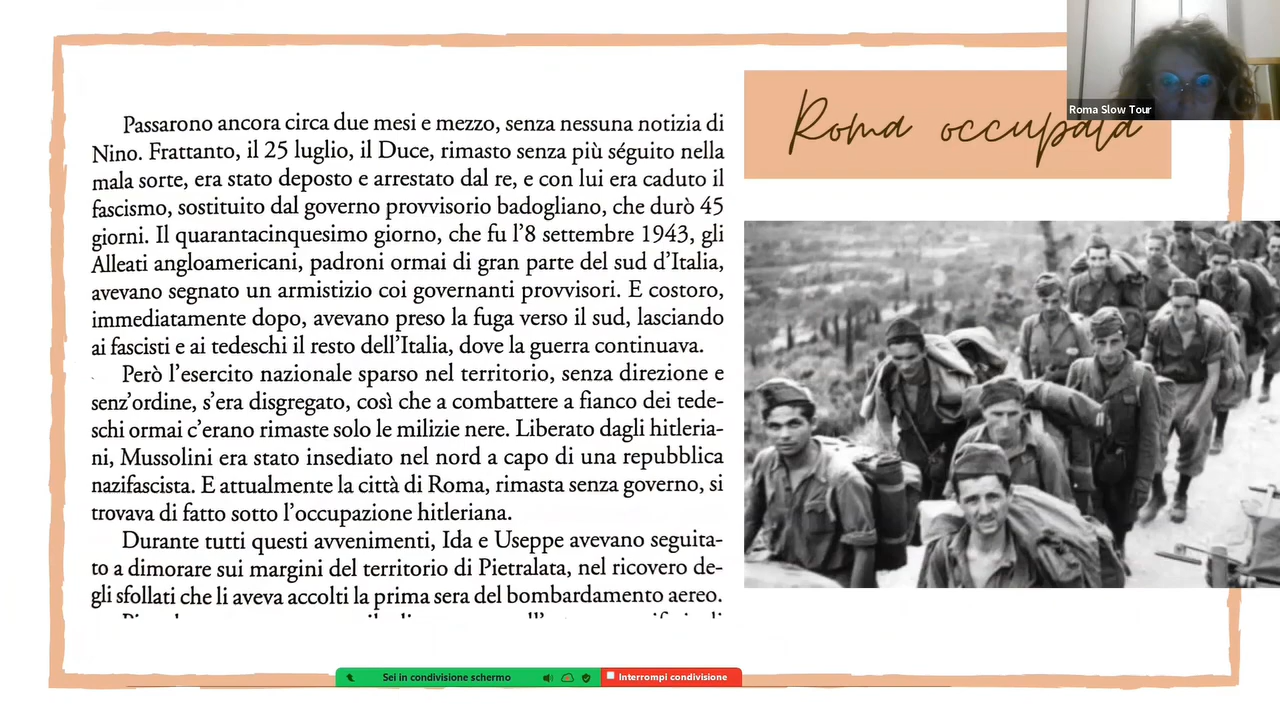 Passarono ancora circa due mesi e mezzo, senza nessuna notizia di
Nino. Frattanto, il 25 luglio, il Duce, rimasto senza più séguito nella
mala sorte, era stato deposto e arrestato dal re, e con lui era caduto il
fascismo, sostituito dal governo provvisorio badogliano, che durò 45
giorni. Il quarantacinquesimo giorno, che fu l'8 settembre 1943, gli
Alleati angloamericani, padroni ormai di gran parte del sud d'Italia,
avevano segnato un armistizio coi governanti provvisori. E costoro,
immediatamente dopo, avevano preso la fuga verso il sud, lasciando
ai fascisti e ai tedeschi il resto dell'Italia, dove la guerra continuava.
Però l'esercito nazionale sparso nel territorio, senza direzione e
senz'ordine, s'era disgregato, così che a combattere a fianco dei tede-
schi ormai c'erano rimaste solo le milizie nere. Liberato dagli hitleria-
ni, Mussolini era stato insediato nel nord a capo di una repubblica
nazifascista. E attualmente la città di Roma, rimasta senza governo, si
trovava di fatto sotto l'occupazione hitleriana.
Durante tutti questi avvenimenti, Ida e Useppe avevano seguita-
to a dimorare sui margini del territorio di Pietralata, nel ricovero de-
gli sfollati che li aveva accolti la prima sera del bombardamento aereo.
Roma occupata
Roma Slow Tour
Sei in condivisione schermo
Interrompi condivisione